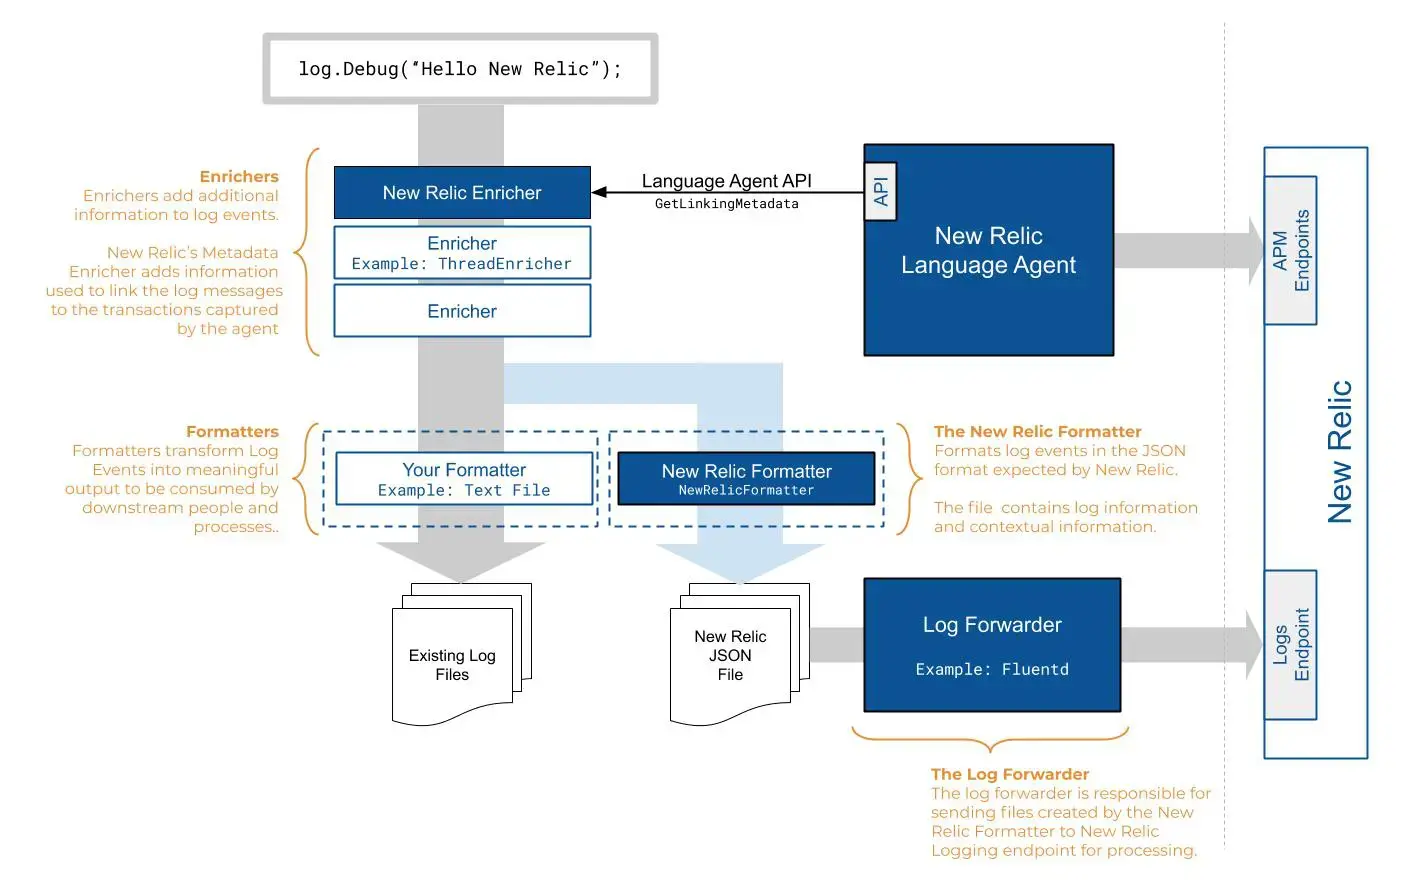 log.Debug(“Hello New Relic”);
Enrichers
Enrichers add additional
information to log events.
New Relic’s Metadata
Enricher adds information
used to link the log messages
to the transactions captured
by the agent
New Relic Enricher
Enricher
Example: ThreadEnricher
Enricher
Language Agent API
GetLinkingMetadata
API
New Relic
Language Agent
APM
Endpoints
New Relic
Formatters
Formatters transform Log
Events into meaningful
output to be consumed by
downstream people and
processes..
Your Formatter
Example: Text File
New Relic Formatter
NewRelicFormatter
The New Relic Formatter
Formats log events in the JSON
format expected by New Relic.
The file contains log information
and contextual information.
Existing Log
Files
New Relic
JSON
File
Log Forwarder
Example: Fluentd
Logs
Endpoint
The Log Forwarder
The log forwarder is responsible for
sending files created by the New
Relic Formatter to New Relic
Logging endpoint for processing.